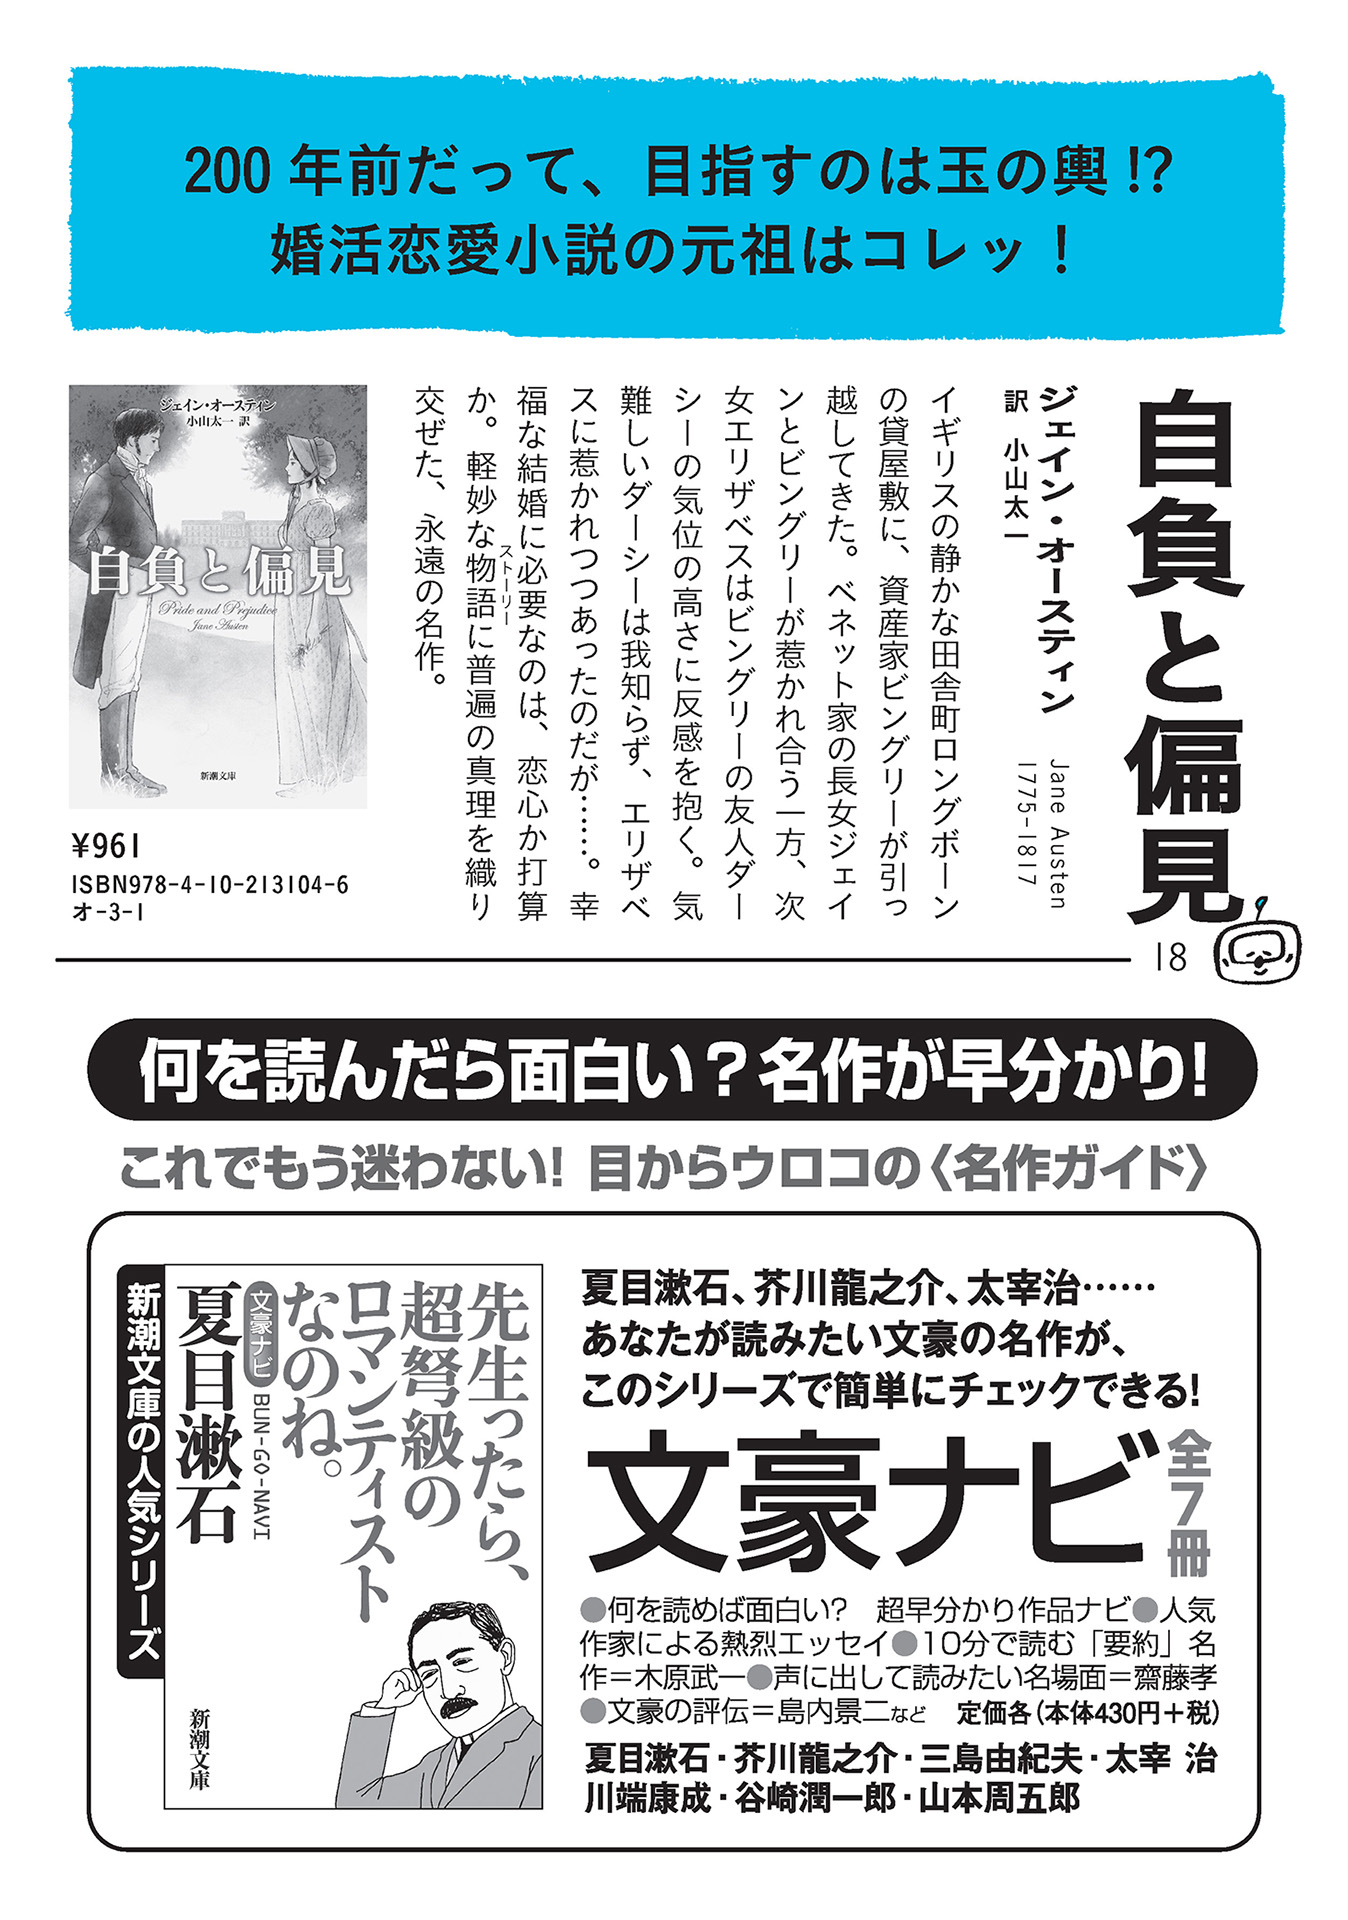 200年前だって、目指すのは玉の輿!?
婚活恋愛小説の元祖はコレッ!
自負と偏見
ジェイン・オースティン Jane Austen
訳 小山太一 1775-1817
イギリスの静かな田舎町ロングボーン
の貸屋敷に、資産家ビングリーが引っ
越してきた。ベネット家の長女ジェイ
ンとビングリーが惹かれ合う一方、次
女エリザベスはビングリーの友人ダー
シーの気位の高さに反感を抱く。気
難しいダーシーは我知らず、エリザベ
スに惹かれつつあったのだが……。幸
福な結婚に必要なのは、恋心か打算
か。軽妙な物語に普遍の真理を織り
ストーリー
交ぜた、永遠の名作。
ジェイン・オースティン
小山太一 訳
自負と偏見
Pride and Prejudice
Jane Austen
新潮文庫
¥961
ISBN978-4-10-213104-6
オ-3-1
18
何を読んだら面白い?名作が早分かり!
これでもう迷わない! 目からウロコの〈名作ガイド〉
新潮文庫の人気シリーズ
先生ったら、
超弩級の
ロマンティスト
なのね。
文豪ナビ BUN-GO-NAVI
夏目漱石
新潮文庫
夏目漱石、芥川龍之介、太宰治……
あなたが読みたい文豪の名作が、
このシリーズで簡単にチェックできる!
文豪ナビ 全7冊
●何を読めば面白い? 超早分かり作品ナビ●人気
作家による熱烈エッセイ●10分で読む「要約」名
作=木原武一●声に出して読みたい名場面=齋藤孝
●文豪の評伝=島内景二など 定価各(本体430円+税)
夏目漱石・芥川龍之介・三島由紀夫・太宰 治
川端康成・谷崎潤一郎・山本周五郎